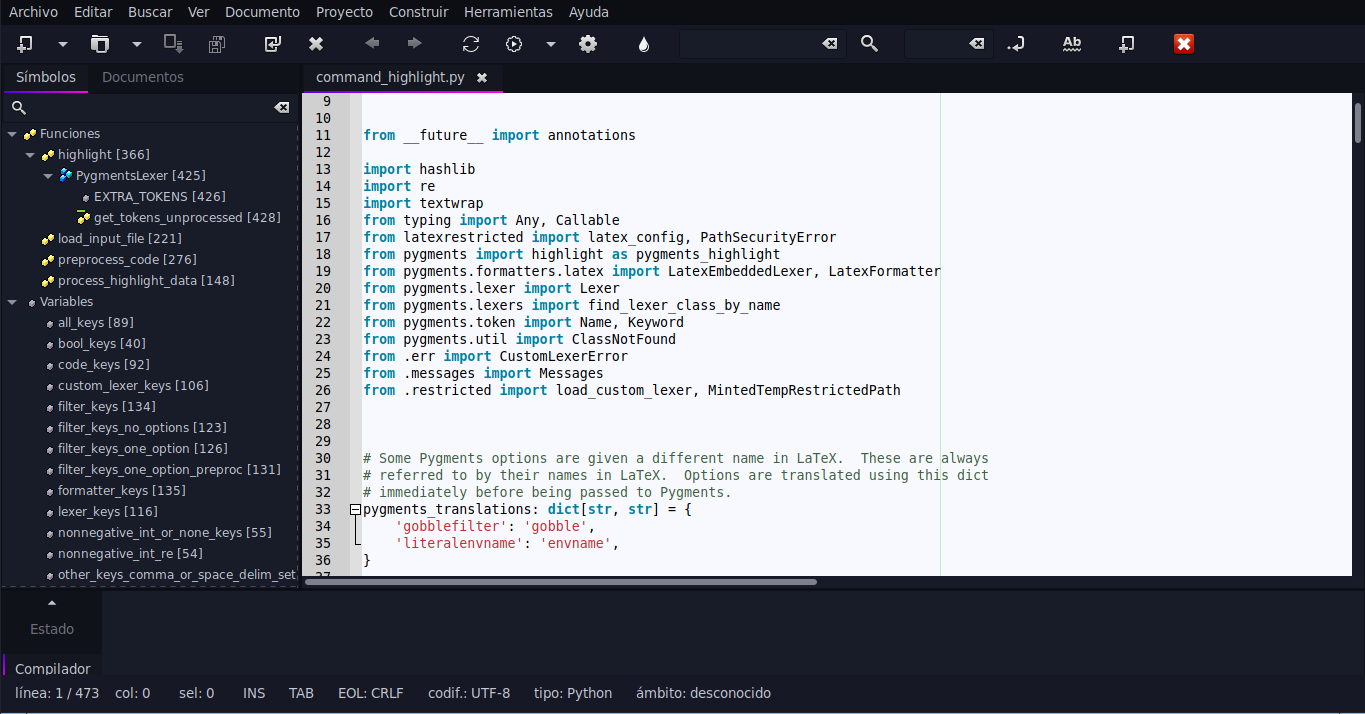 Archivo Editar Buscar Ver Documento Proyecto Construir Herramientas Ayuda
Ab
Símbolos Documentos
command_highlight.py
Funciones
highlight [366]
PygmentsLexer [425]
EXTRA_TOKENS [426]
get_tokens_unprocessed [428]
load_input_file [221]
preprocess_code [276]
process_highlight_data [148]
Variables
all_keys [89]
bool_keys [40]
code_keys [92]
custom_lexer_keys [106]
filter_keys [134]
filter_keys_no_options [123]
filter_keys_one_option [126]
filter_keys_one_option_preproc [131]
formatter_keys [135]
lexer_keys [116]
nonnegative_int_or_none_keys [55]
nonnegative_int_re [54]
other_keys_comma_or_space_delim_set
9
10
11 from __future__ import annotations
12
13 import hashlib
14 import re
15 import textwrap
16 from typing import Any, Callable
17 from latexrestricted import latex_config, PathSecurityError
18 from pygments import highlight as pygments_highlight
19 from pygments.formatters.latex import LatexEmbeddedLexer, LatexFormatter
20 from pygments.lexer import Lexer
21 from pygments.lexers import find_lexer_class_by_name
22 from pygments.token import Name, Keyword
23 from pygments.util import ClassNotFound
24 from .err import CustomLexerError
25 from .messages import Messages
26 from .restricted import load_custom_lexer, MintedTempRestrictedPath
27
28
29
30 # Some Pygments options are given a different name in LaTeX.  These are always
31 # referred to by their names in LaTeX.  Options are translated using this dict
32 # immediately before being passed to Pygments.
33 pygments_translations: dict[str, str] = {
34     'gobblefilter': 'gobble',
35     'literalenvname': 'envname',
36 }
37
Estado
Compilador
línea: 1 / 473 col: 0 sel: 0 INS TAB EOL: CRLF codif.: UTF-8 tipo: Python ámbito: desconocido